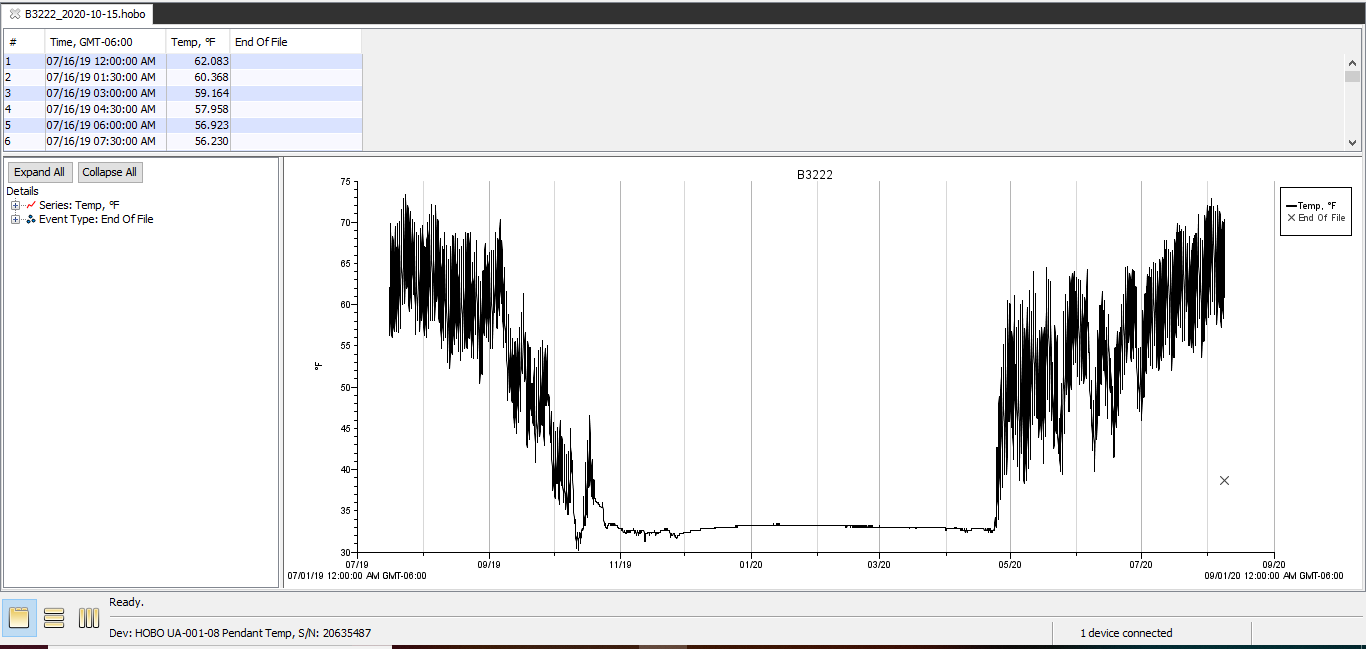 B3222_2020-10-15.hobo
# Time, GMT-06:00 Temp, °F End Of File
1 07/16/19 12:00:00 AM 62.083
2 07/16/19 01:30:00 AM 60.368
3 07/16/19 03:00:00 AM 59.164
4 07/16/19 04:30:00 AM 57.958
5 07/16/19 06:00:00 AM 56.923
6 07/16/19 07:30:00 AM 56.230
Expand All Collapse All
Details
Series: Temp, °F
Event Type: End Of File
B3222
75
70
65
60
55
50
45
40
35
30
°F
Temp, °F
End Of File
07/19 09/19 11/19 01/20 03/20 05/20 07/20 09/20
07/01/19 12:00:00 AM GMT-06:00 09/01/20 12:00:00 AM GMT-06:00
Ready.
Dev: HOBO UA-001-08 Pendant Temp, S/N: 20635487 1 device connected